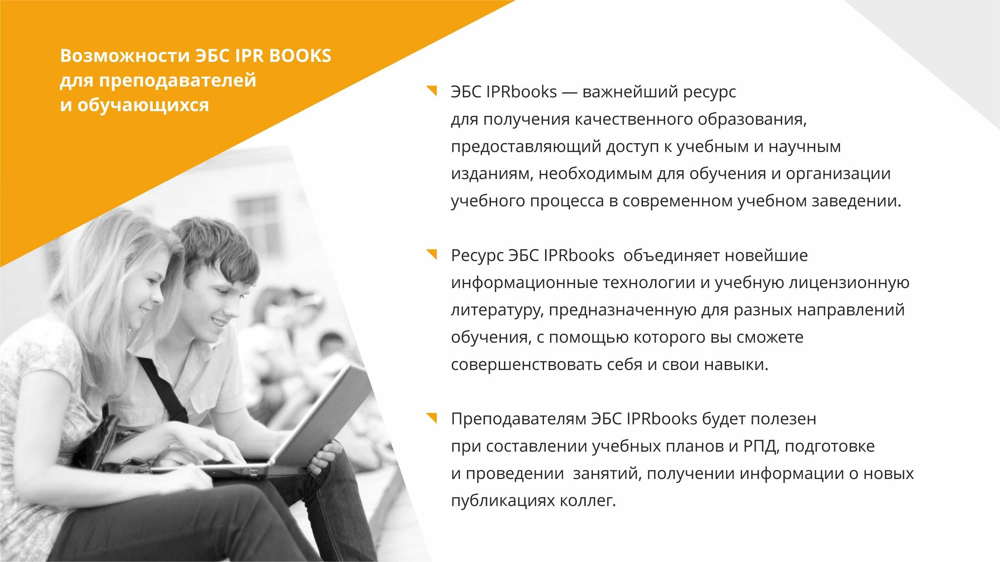 Возможности ЭБС IPR BOOKS
для преподавателей
и обучающихся
ЭБС IPRbooks — важнейший ресурс
для получения качественного образования,
предоставляющий доступ к учебным и научным
изданиям, необходимым для обучения и организации
учебного процесса в современном учебном заведении.
Ресурс ЭБС IPRbooks  объединяет новейшие
информационные технологии и учебную лицензионную
литературу, предназначенную для разных направлений
обучения, с помощью которого вы сможете
совершенствовать себя и свои навыки.
Преподавателям ЭБС IPRbooks будет полезен
при составлении учебных планов и РПД, подготовке
и проведении  занятий, получении информации о новых
публикациях коллег.